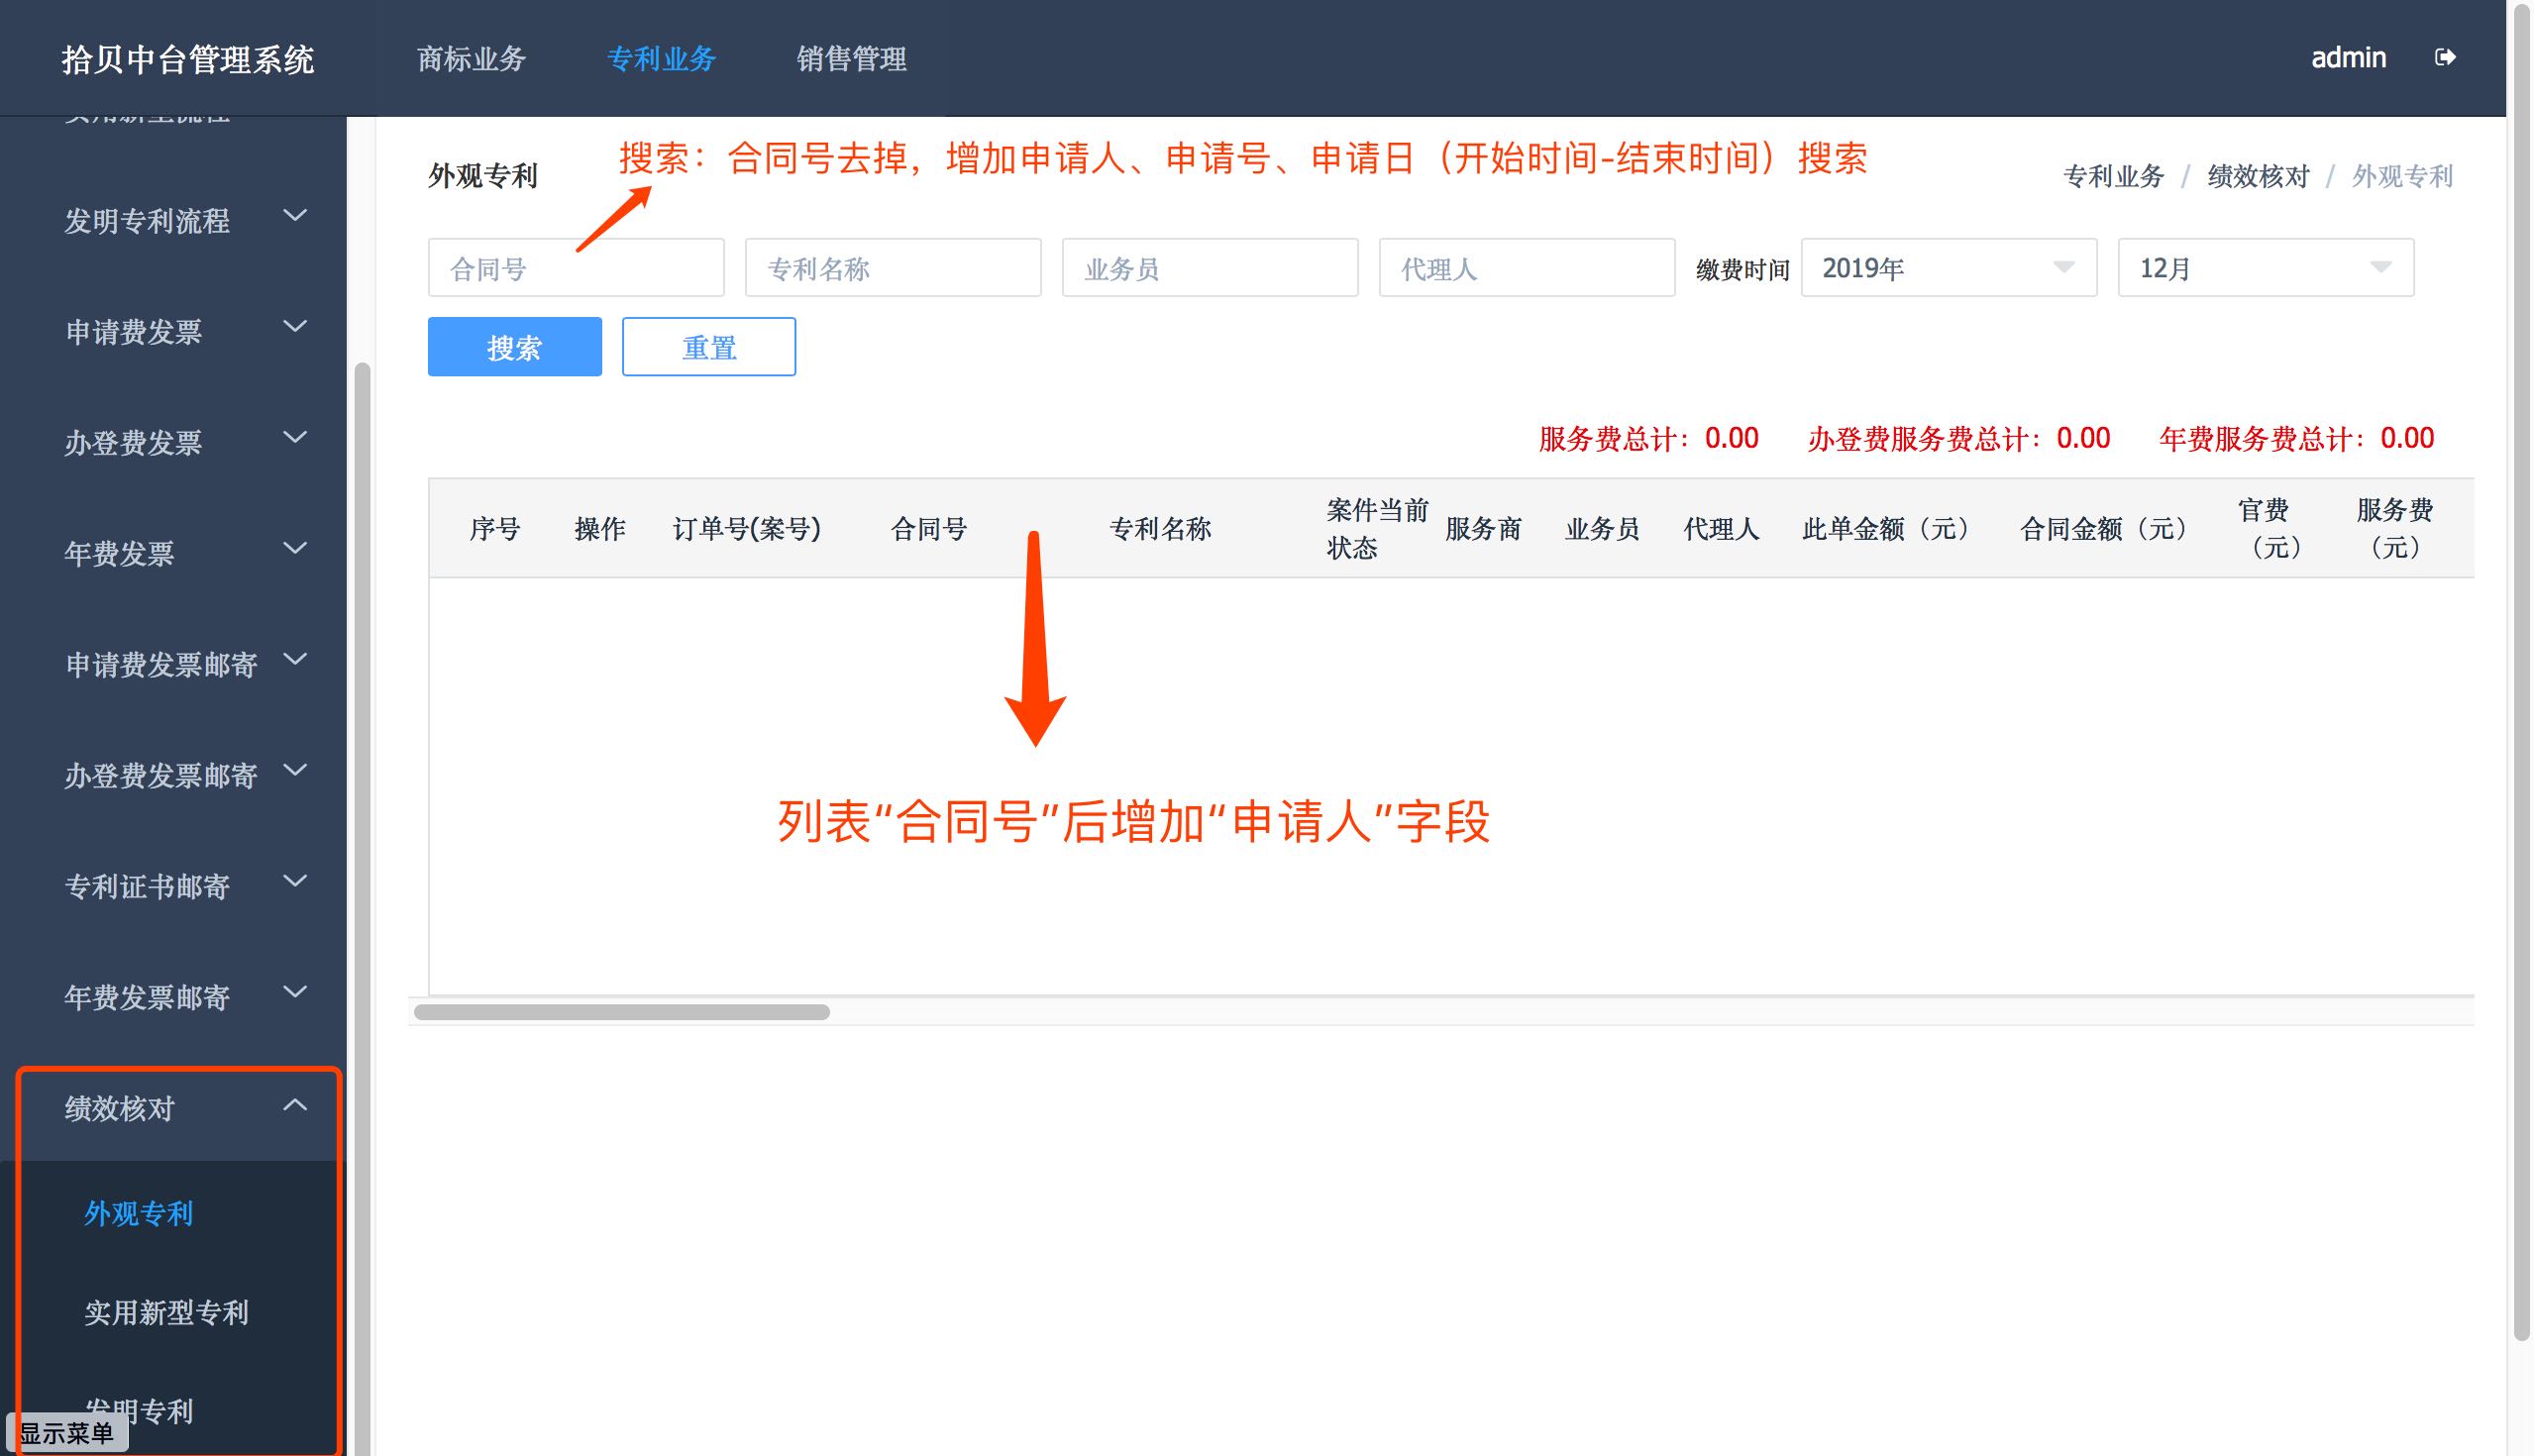 拾贝中台管理系统 商标业务 专利业务 销售管理 admin
实用新型流程
发明专利流程
申请费发票
办登费发票
年费发票
申请费发票邮寄
办登费发票邮寄
专利证书邮寄
年费发票邮寄
绩效核对
外观专利
实用新型专利
发明专利
显示菜单
外观专利
搜索：合同号去掉，增加申请人、申请号、申请日（开始时间-结束时间）搜索
专利业务 / 绩效核对 / 外观专利
合同号 专利名称 业务员 代理人 缴费时间 2019年 12月
搜索 重置
服务费总计：0.00 办登费服务费总计：0.00 年费服务费总计：0.00
序号 操作 订单号(案号) 合同号 专利名称 案件当前状态 服务商 业务员 代理人 此单金额（元） 合同金额（元） 官费（元） 服务费（元）
列表“合同号”后增加“申请人”字段